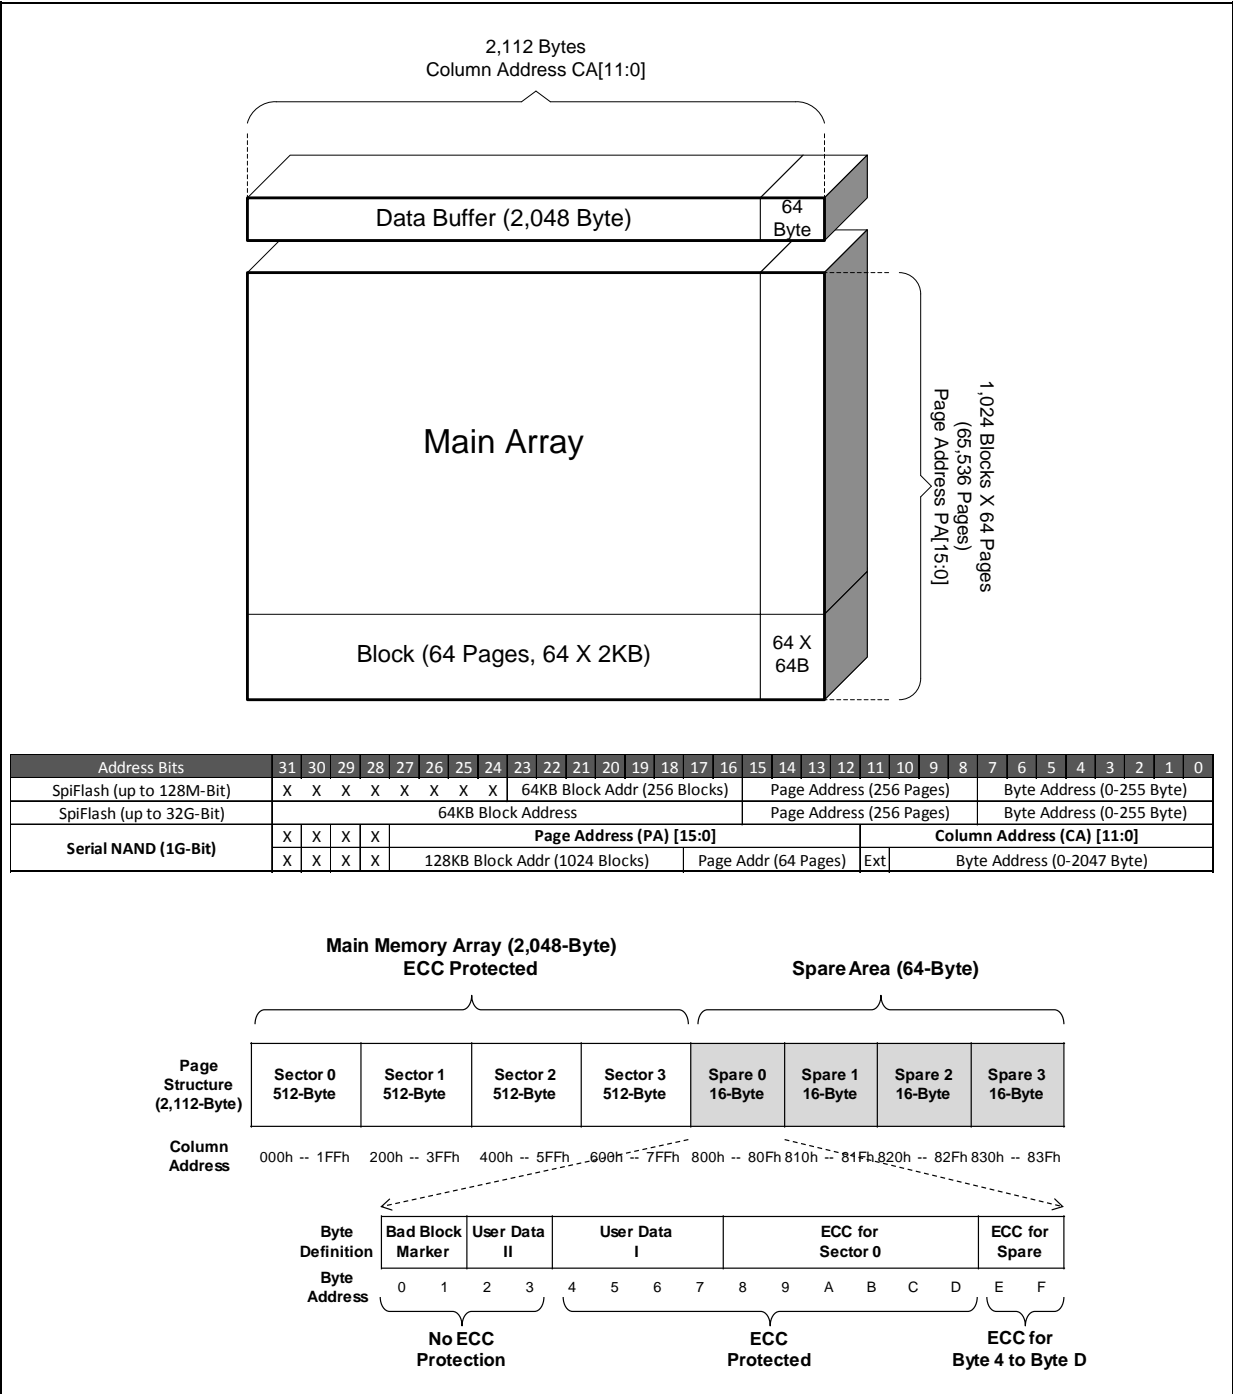 2,112 Bytes
Column Address CA[11:0]
Data Buffer (2,048 Byte)
64
Byte
Main Array
1,024 Blocks X 64 Pages
(65,536 Pages)
Page Address PA[15:0]
Block (64 Pages, 64 X 2KB)
64 X
64B
Address Bits 31 30 29 28 27 26 25 24 23 22 21 20 19 18 17 16 15 14 13 12 11 10 9 8 7 6 5 4 3 2 1 0
SpiFlash (up to 128M-Bit) X X X X X X X X 64KB Block Addr (256 Blocks) Page Address (256 Pages) Byte Address (0-255 Byte)
SpiFlash (up to 32G-Bit) 64KB Block Address Page Address (256 Pages) Byte Address (0-255 Byte)
Serial NAND (1G-Bit) X X X X Page Address (PA) [15:0] Column Address (CA) [11:0]
X X X X 128KB Block Addr (1024 Blocks) Page Addr (64 Pages) Ext Byte Address (0-2047 Byte)
Main Memory Array (2,048-Byte)
ECC Protected
Spare Area (64-Byte)
Page
Structure
(2,112-Byte)
Sector 0
512-Byte
Sector 1
512-Byte
Sector 2
512-Byte
Sector 3
512-Byte
Spare 0
16-Byte
Spare 1
16-Byte
Spare 2
16-Byte
Spare 3
16-Byte
Column
Address
000h -- 1FFh 200h -- 3FFh 400h -- 5FFh 600h -- 7FFh 800h -- 80Fh 810h -- 81Fh 820h -- 82Fh 830h -- 83Fh
Byte
Definition
Bad Block
Marker
User Data
II
User Data
I
ECC for
Sector 0
ECC for
Spare
Byte
Address
0 1 2 3 4 5 6 7 8 9 A B C D E F
No ECC
Protection
ECC
Protected
ECC for
Byte 4 to Byte D